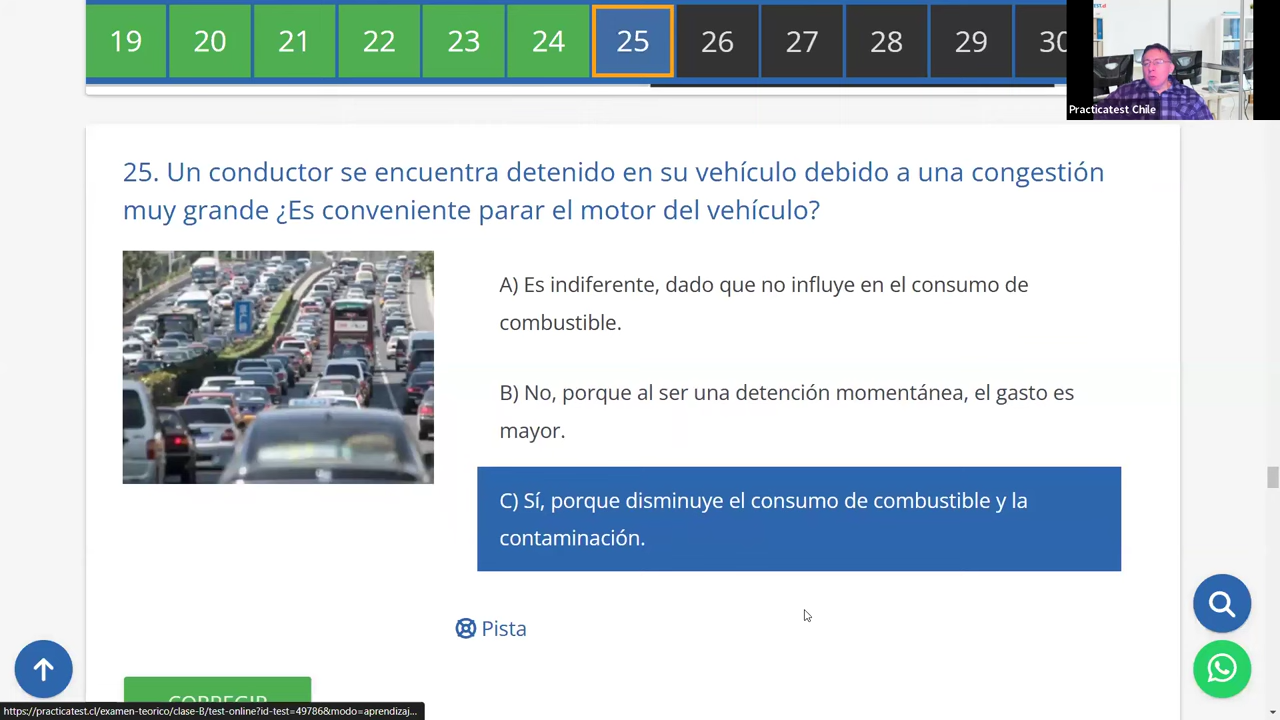 19 20 21 22 23 24 25 26 27 28 29 30
Practicatest Chile
25. Un conductor se encuentra detenido en su vehículo debido a una congestión
muy grande ¿Es conveniente parar el motor del vehículo?
A) Es indiferente, dado que no influye en el consumo de
combustible.
B) No, porque al ser una detención momentánea, el gasto es
mayor.
C) Sí, porque disminuye el consumo de combustible y la
contaminación.
Pista
CORREGIR
https://practicatest.cl/examen-teorico/clase-B/test-online?id-test=49786&modo=aprendizaj...